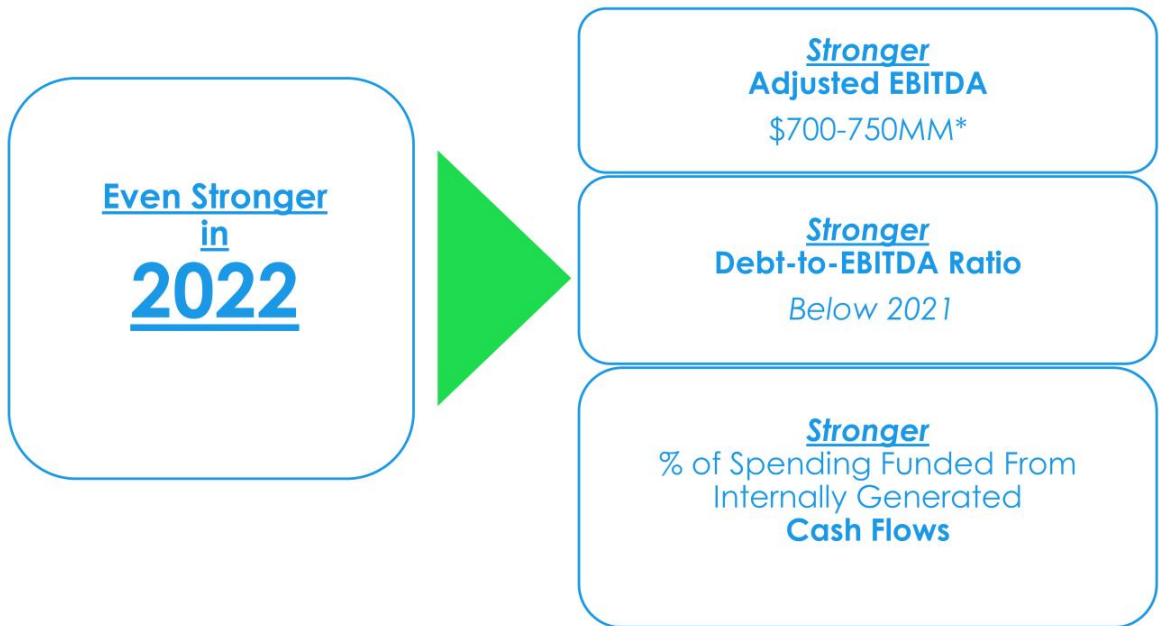 Even Stronger
in
2022
Stronger
Adjusted EBITDA
$700-750MM*
Stronger
Debt-to-EBITDA Ratio
Below 2021
Stronger
% of Spending Funded From
Internally Generated
Cash Flows